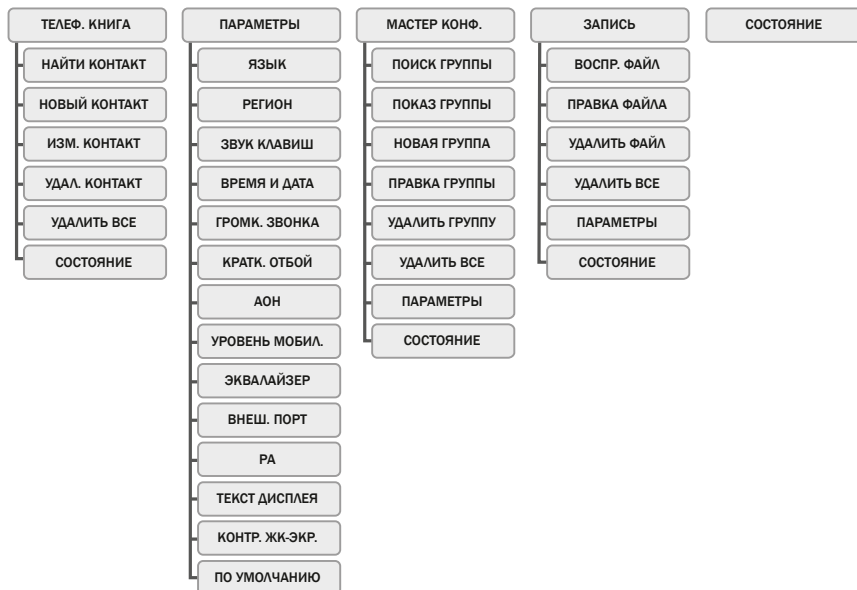 ТЕЛЕФ. КНИГА
НАЙТИ КОНТАКТ
НОВЫЙ КОНТАКТ
ИЗМ. КОНТАКТ
УДАЛ. КОНТАКТ
УДАЛИТЬ ВСЕ
СОСТОЯНИЕ
ПАРАМЕТРЫ
ЯЗЫК
РЕГИОН
ЗВУК КЛАВИШ
ВРЕМЯ И ДАТА
ГРОМК. ЗВОНКА
КРАТК. ОТБОЙ
АОН
УРОВЕНЬ МОБИЛ.
ЭКВАЛАЙЗЕР
ВНЕШ. ПОРТ
PA
ТЕКСТ ДИСПЛЕЯ
КОНТР. ЖК-ЭКР.
ПО УМОЛЧАНИЮ
МАСТЕР КОНФ.
ПОИСК ГРУППЫ
ПОКАЗ ГРУППЫ
НОВАЯ ГРУППА
ПРАВКА ГРУППЫ
УДАЛИТЬ ГРУППУ
УДАЛИТЬ ВСЕ
ПАРАМЕТРЫ
СОСТОЯНИЕ
ЗАПИСЬ
ВОСПР. ФАЙЛ
ПРАВКА ФАЙЛА
УДАЛИТЬ ФАЙЛ
УДАЛИТЬ ВСЕ
ПАРАМЕТРЫ
СОСТОЯНИЕ
СОСТОЯНИЕ